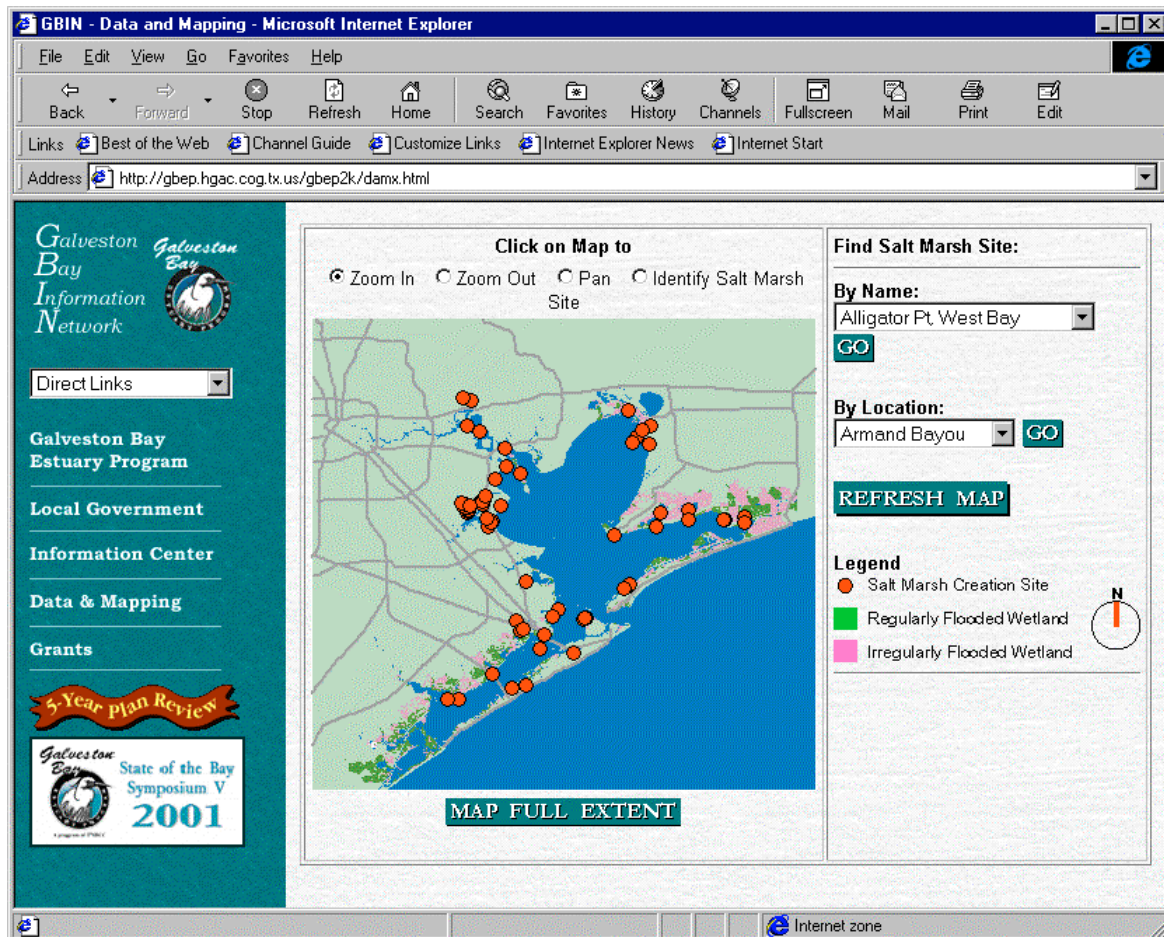 GBIN - Data and Mapping - Microsoft Internet Explorer
File Edit View Go Favorites Help
Back Forward Stop Refresh Home Search Favorites History Channels Fullscreen Mail Print Edit
Links Best of the Web Channel Guide Customize Links Internet Explorer News Internet Start
Address http://gbep.hgac.cog.tx.us/gbep2k/damx.html
Galveston
Bay
Information
Network
Galveston
Bay
Direct Links
Galveston Bay
Estuary Program
Local Government
Information Center
Data & Mapping
Grants
5-Year Plan Review
Galveston
Bay
State of the Bay
Symposium V
2001
Click on Map to
Zoom In Zoom Out Pan Identify Salt Marsh
Site
MAP FULL EXTENT
Find Salt Marsh Site:
By Name:
Alligator Pt, West Bay
GO
By Location:
Armand Bayou GO
REFRESH MAP
Legend
Salt Marsh Creation Site
Regularly Flooded Wetland
Irregularly Flooded Wetland
N
Internet zone